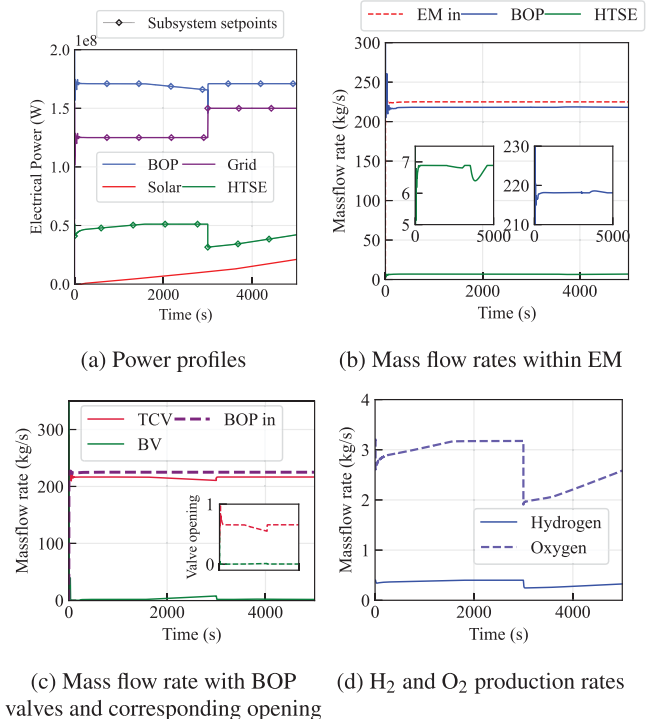 Subsystem setpoints
1e8
2.0
1.5
1.0
0.5
0.0
Electrical Power (W)
BOP Grid
Solar HTSE
0 2000 4000
Time (s)
(a) Power profiles
EM in BOP HTSE
300
250
200
150
100
50
0
Massflow rate (kg/s)
7
6
5
0 5000
230
220
210
0 5000
0 2000 4000
Time (s)
(b) Mass flow rates within EM
300
200
100
0
Massflow rate (kg/s)
TCV BOP in
BV
1
0
Valve opening
0 2000 4000
Time (s)
(c) Mass flow rate with BOP
valves and corresponding opening
4
3
2
1
0
Massflow rate (kg/s)
Hydrogen
Oxygen
0 2000 4000
Time (s)
(d) H₂ and O₂ production rates